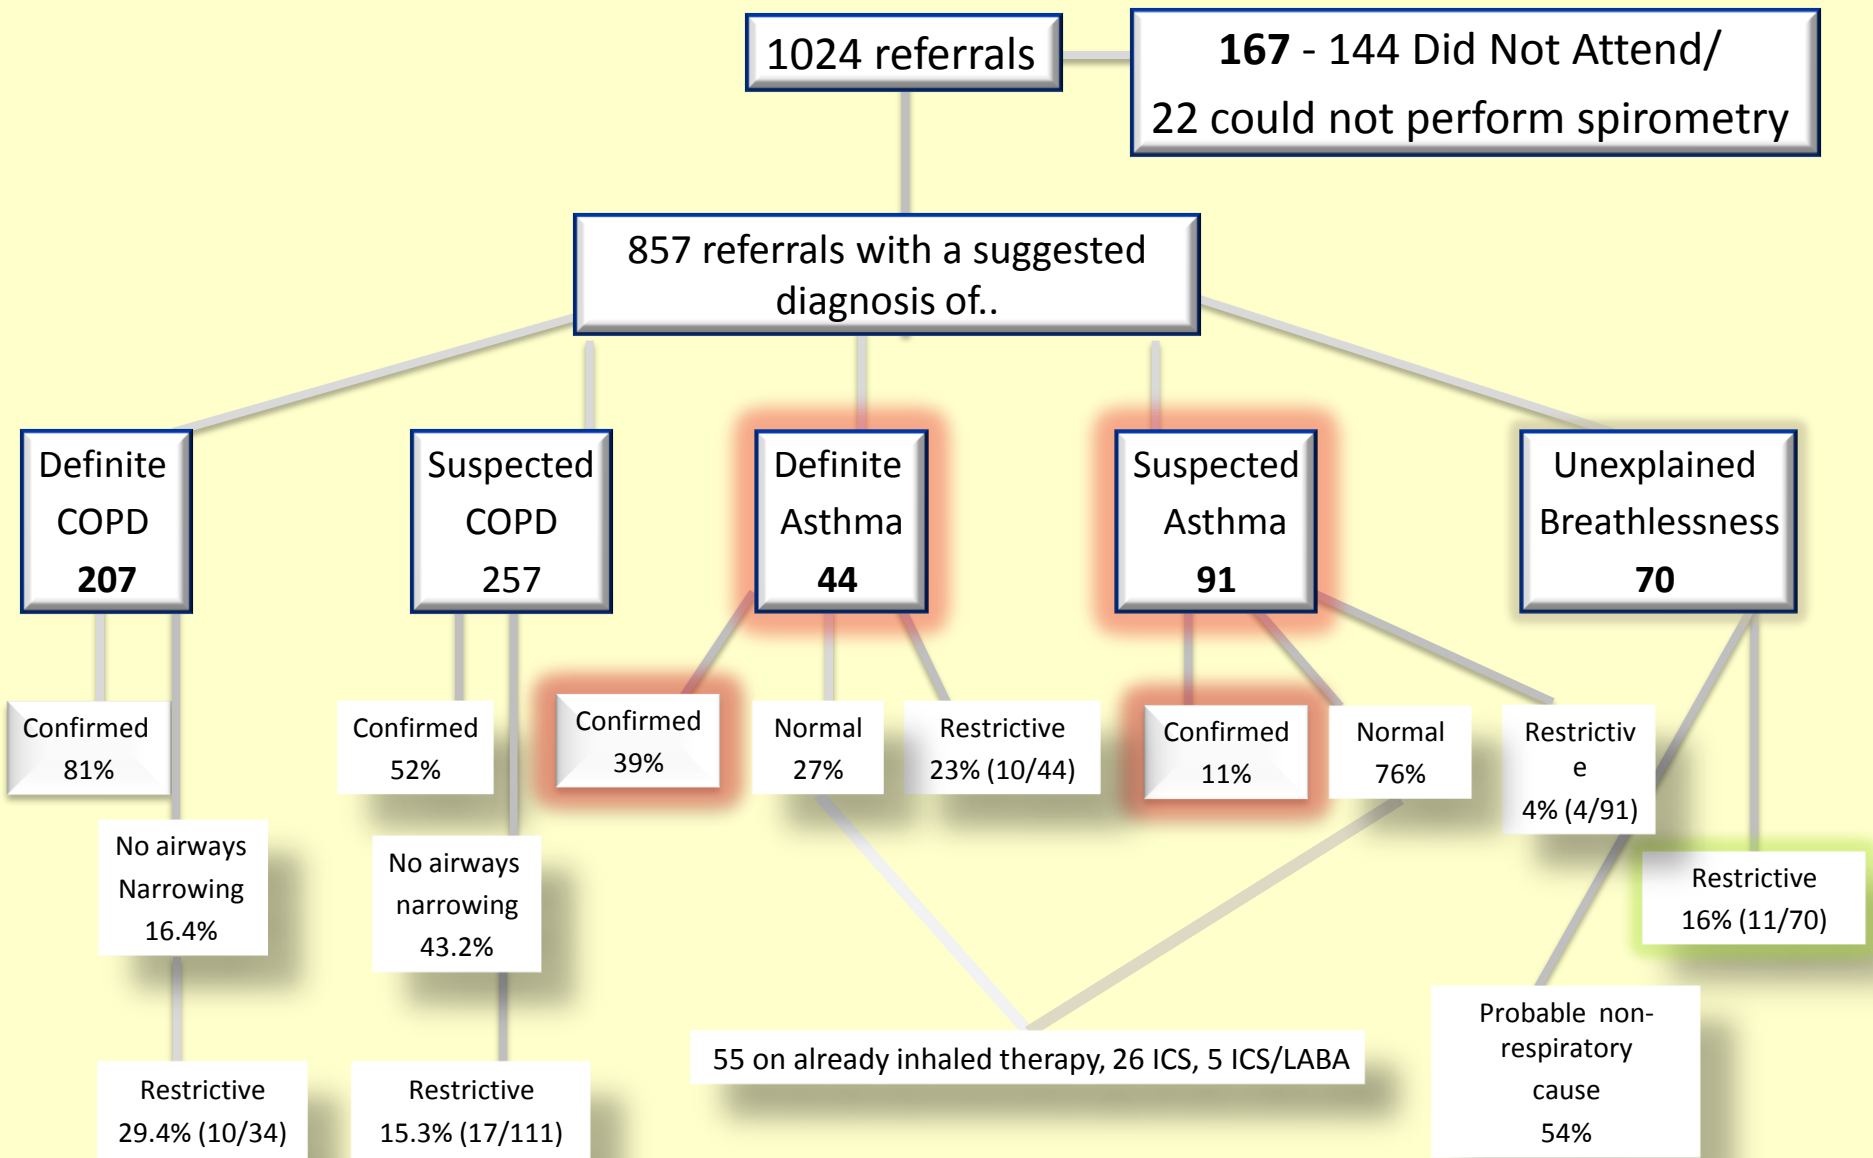 1024 referrals
167 - 144 Did Not Attend/
22 could not perform spirometry
857 referrals with a suggested
diagnosis of..
Definite
COPD
207
Suspected
COPD
257
Definite
Asthma
44
Suspected
Asthma
91
Unexplained
Breathlessness
70
Confirmed
81%
Confirmed
52%
Confirmed
39%
Normal
27%
Restrictive
23% (10/44)
Confirmed
11%
Normal
76%
Restrictiv
e
4% (4/91)
No airways
Narrowing
16.4%
No airways
narrowing
43.2%
Restrictive
16% (11/70)
Restrictive
29.4% (10/34)
Restrictive
15.3% (17/111)
55 on already inhaled therapy, 26 ICS, 5 ICS/LABA
Probable non-
respiratory
cause
54%